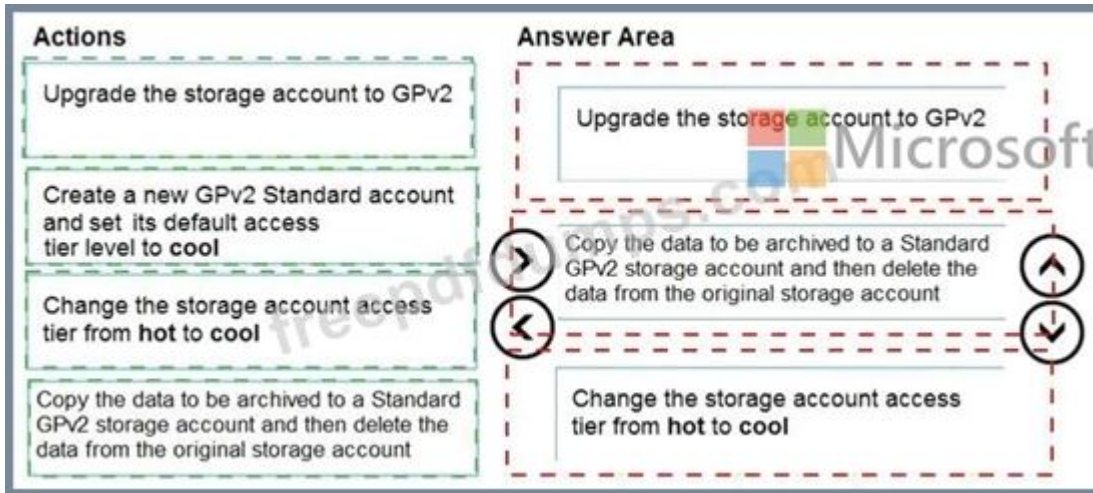 Actions
Upgrade the storage account to GPv2
Create a new GPv2 Standard account
and set its default access
tier level to cool
Change the storage account access
tier from hot to cool
Copy the data to be archived to a Standard
GPv2 storage account and then delete the
data from the original storage account
Answer Area
Upgrade the storage account to GPv2
Microsoft
Copy the data to be archived to a Standard
GPv2 storage account and then delete the
data from the original storage account
Change the storage account access
tier from hot to cool
freepdfdumps.com